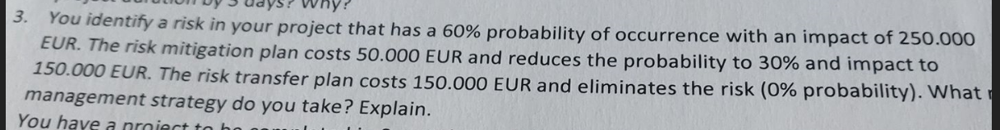 by 3 days? Why?
3. You identify a risk in your project that has a 60% probability of occurrence with an impact of 250.000
EUR. The risk mitigation plan costs 50.000 EUR and reduces the probability to 30% and impact to
150.000 EUR. The risk transfer plan costs 150.000 EUR and eliminates the risk (0% probability). What
management strategy do you take? Explain.
You have a project to be